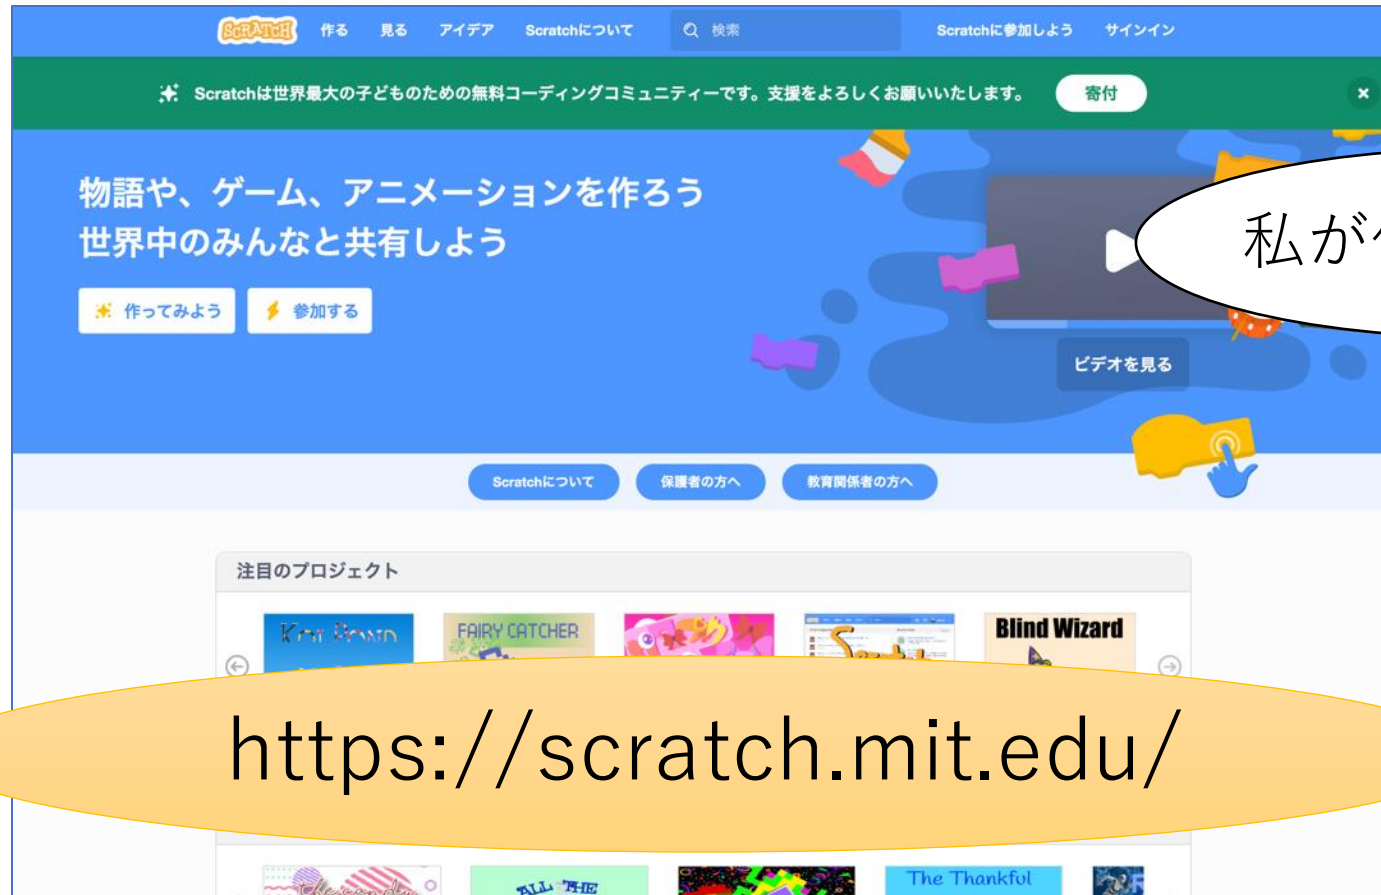 SCRATCH 作る 見る アイデア Scratchについて 検索 Scratchに参加しよう サインイン
Scratchは世界最大の子どものための無料コーディングコミュニティーです。支援をよろしくお願いいたします。 寄付
物語や、ゲーム、アニメーションを作ろう
世界中のみんなと共有しよう
私が
作ってみよう 参加する
ビデオを見る
Scratchについて 保護者の方へ 教育関係者の方へ
注目のプロジェクト
FAIRY CATCHER
Blind Wizard
Scratch
https://scratch.mit.edu/
the candy
ALL THE
The Thankful